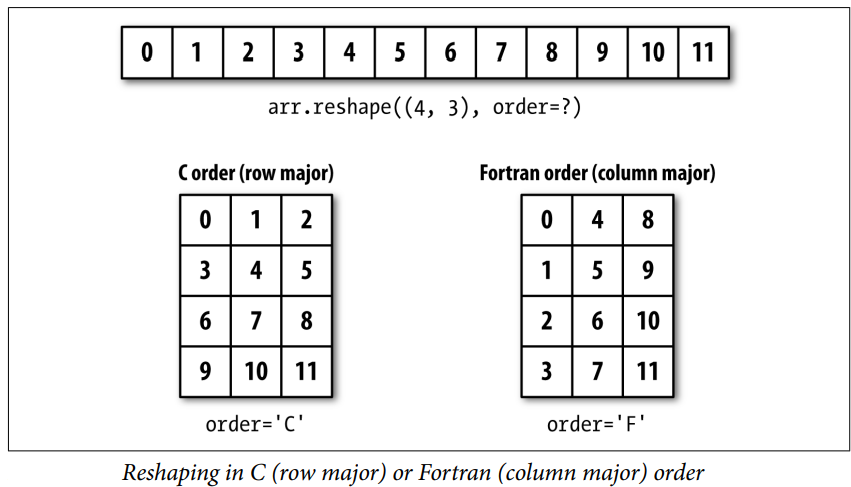 0 1 2 3 4 5 6 7 8 9 10 11
arr.reshape((4, 3), order=?)
C order (row major)
0 1 2
3 4 5
6 7 8
9 10 11
order='C'
Fortran order (column major)
0 4 8
1 5 9
2 6 10
3 7 11
order='F'
Reshaping in C (row major) or Fortran (column major) order